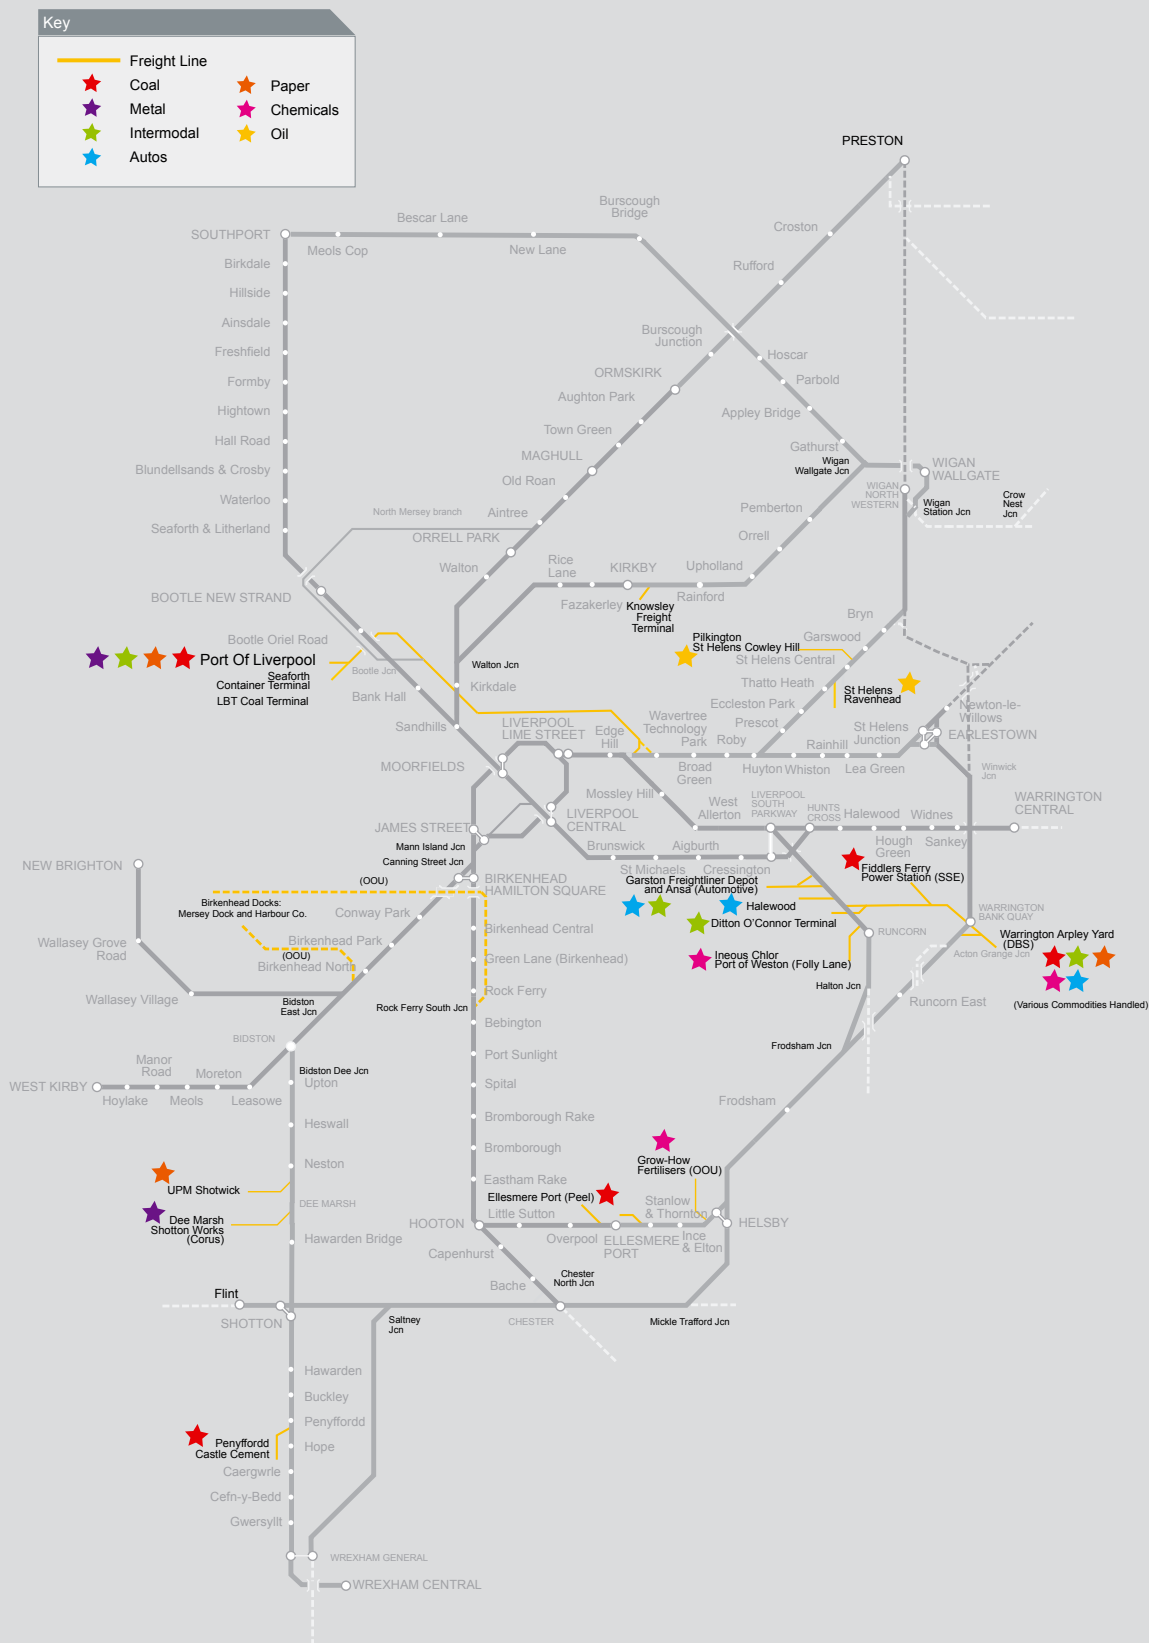 Key
Freight Line
Coal
Paper
Metal
Chemicals
Intermodal
Oil
Autos
PRESTON
Burscough
Bridge
Bescar Lane
Croston
SOUTHPORT
Meols Cop
New Lane
Birkdale
Rufford
Hillside
Ainsdale
Burscough
Junction
Freshfield
Hoscar
ORMSKIRK
Parbold
Formby
Aughton Park
Hightown
Appley Bridge
Town Green
Hall Road
Gathurst
MAGHULL
Wigan
Wallgate Jcn
WIGAN
WALLGATE
Blundellsands & Crosby
Old Roan
WIGAN
NORTH
WESTERN
Wigan
Station Jcn
Crow
Nest
Jcn
Waterloo
North Mersey branch
Aintree
Pemberton
Seaforth & Litherland
ORRELL PARK
Orrell
Walton
Rice
Lane
KIRKBY
Upholland
BOOTLE NEW STRAND
Fazakerley
Rainford
Knowsley
Freight
Terminal
Bryn
Bootle Oriel Road
Pilkington
St Helens Cowley Hill
Garswood
St Helens Central
Port Of Liverpool
Seaforth
Container Terminal
LBT Coal Terminal
Bootle Jcn
Walton Jcn
Kirkdale
Bank Hall
Thatto Heath
St Helens
Ravenhead
Eccleston Park
Newton-le-
Willows
Sandhills
LIVERPOOL
LIME STREET
Edge
Hill
Wavertree
Technology
Park
Prescot
Roby
St Helens
Junction
EARLESTOWN
Rainhill
MOORFIELDS
Broad
Green
Huyton
Whiston
Lea Green
Winwick
Jcn
Mossley Hill
West
Allerton
LIVERPOOL
SOUTH
PARKWAY
HUNTS
CROSS
Halewood
Widnes
WARRINGTON
CENTRAL
JAMES STREET
LIVERPOOL
CENTRAL
Mann Island Jcn
Canning Street Jcn
Brunswick
Aigburth
Hough
Green
Sankey
St Michaels
Cressington
NEW BRIGHTON
(OOU)
BIRKENHEAD
HAMILTON SQUARE
Garston Freightliner Depot
and Ansa (Automotive)
Fiddlers Ferry
Power Station (SSE)
Birkenhead Docks:
Mersey Dock and Harbour Co.
Conway Park
Halewood
Ditton O'Connor Terminal
WARRINGTON
BANK QUAY
Birkenhead Central
RUNCORN
Wallasey Grove
Road
Birkenhead Park
(OOU)
Birkenhead North
Green Lane (Birkenhead)
Ineous Chlor
Port of Weston (Folly Lane)
Acton Grange Jcn
Warrington Arpley Yard
(DBS)
Wallasey Village
Bidston
East Jcn
Rock Ferry
Rock Ferry South Jcn
Halton Jcn
Runcorn East
(Various Commodities Handled)
Bebington
BIDSTON
Frodsham Jcn
Manor
Road
Moreton
Bidston Dee Jcn
Port Sunlight
WEST KIRBY
Upton
Spital
Hoylake
Meols
Leasowe
Frodsham
Heswall
Bromborough Rake
Neston
Bromborough
Grow-How
Fertilisers (OOU)
UPM Shotwick
Eastham Rake
Ellesmere Port (Peel)
DEE MARSH
Stanlow
& Thornton
Dee Marsh
Shotton Works
(Corus)
Little Sutton
HOOTON
HELSBY
Hawarden Bridge
Overpool
ELLESMERE
PORT
Ince
& Elton
Capenhurst
Bache
Chester
North Jcn
Flint
SHOTTON
Saltney
Jcn
CHESTER
Mickle Trafford Jcn
Hawarden
Buckley
Penyffordd
Penyffordd
Castle Cement
Hope
Caergwrle
Cefn-y-Bedd
Gwersyllt
WREXHAM GENERAL
WREXHAM CENTRAL